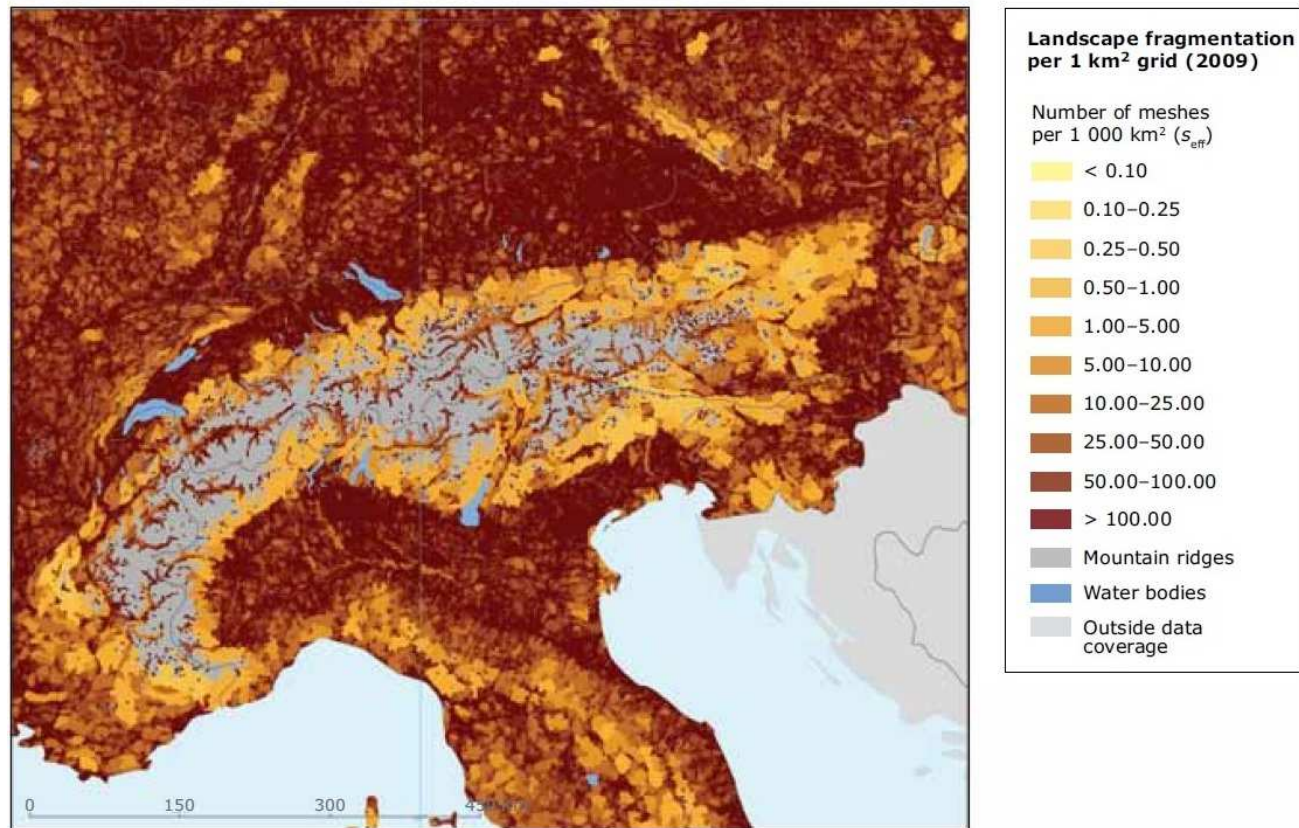 Landscape fragmentation
per 1 km² grid (2009)
Number of meshes
per 1 000 km² (s_eff)
< 0.10
0.10–0.25
0.25–0.50
0.50–1.00
1.00–5.00
5.00–10.00
10.00–25.00
25.00–50.00
50.00–100.00
> 100.00
Mountain ridges
Water bodies
Outside data
coverage
0 150 300